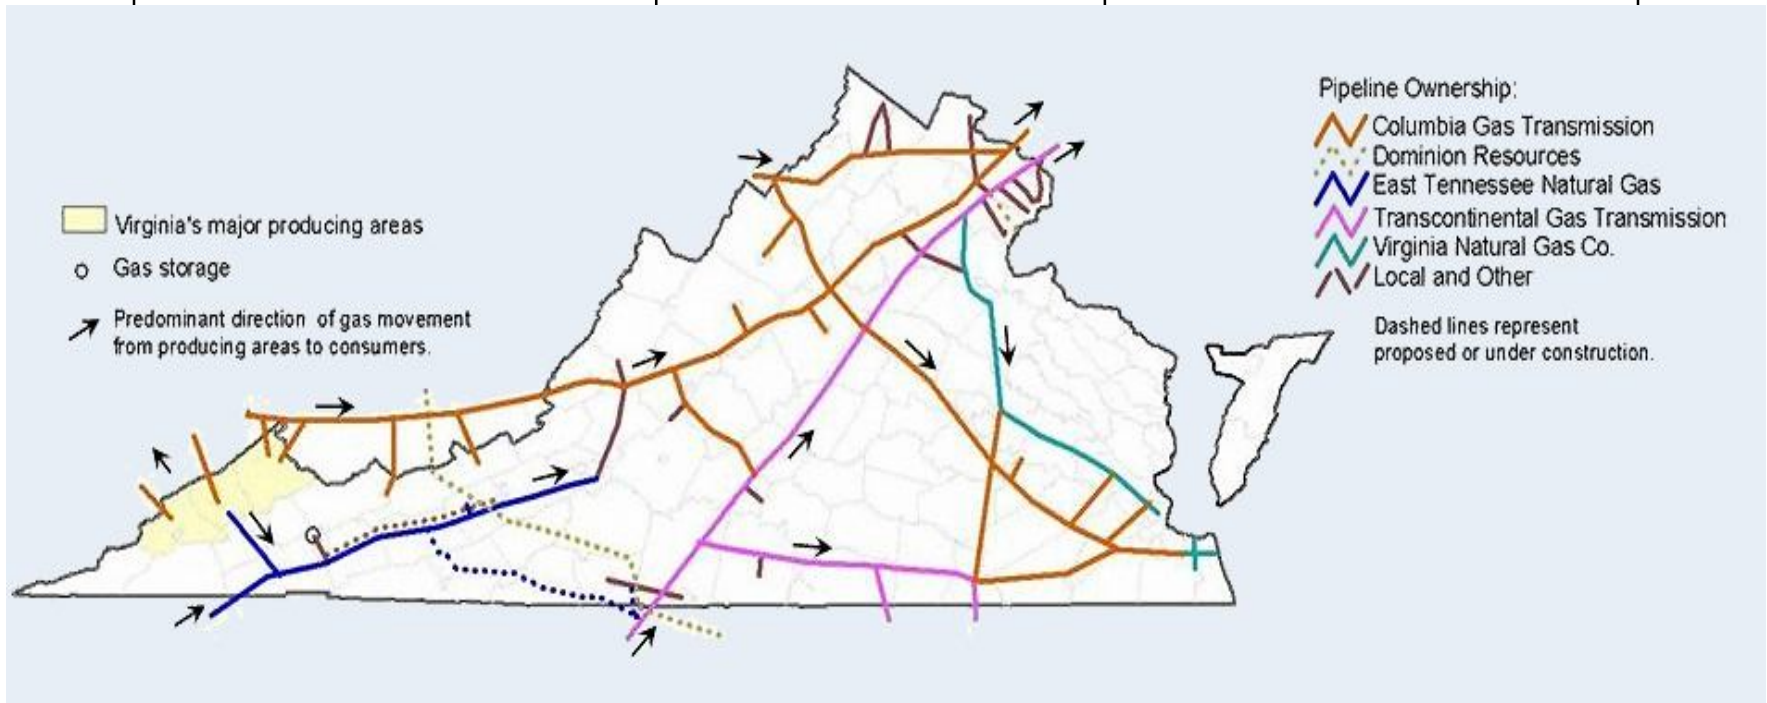 Pipeline Ownership:
Columbia Gas Transmission
Dominion Resources
East Tennessee Natural Gas
Transcontinental Gas Transmission
Virginia Natural Gas Co.
Local and Other
Dashed lines represent
proposed or under construction.
Virginia's major producing areas
Gas storage
Predominant direction of gas movement
from producing areas to consumers.